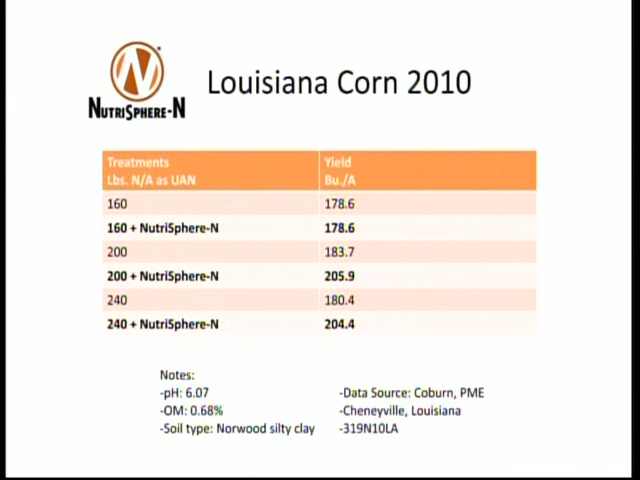 NUTRISPHERE-N
Louisiana Corn 2010
Treatments
Lbs. N/A as UAN
Yield
Bu./A
160 178.6
160 + NutriSphere-N 178.6
200 183.7
200 + NutriSphere-N 205.9
240 180.4
240 + NutriSphere-N 204.4
Notes:
-pH: 6.07
-OM: 0.68%
-Soil type: Norwood silty clay
-Data Source: Coburn, PME
-Cheneyville, Louisiana
-319N10LA